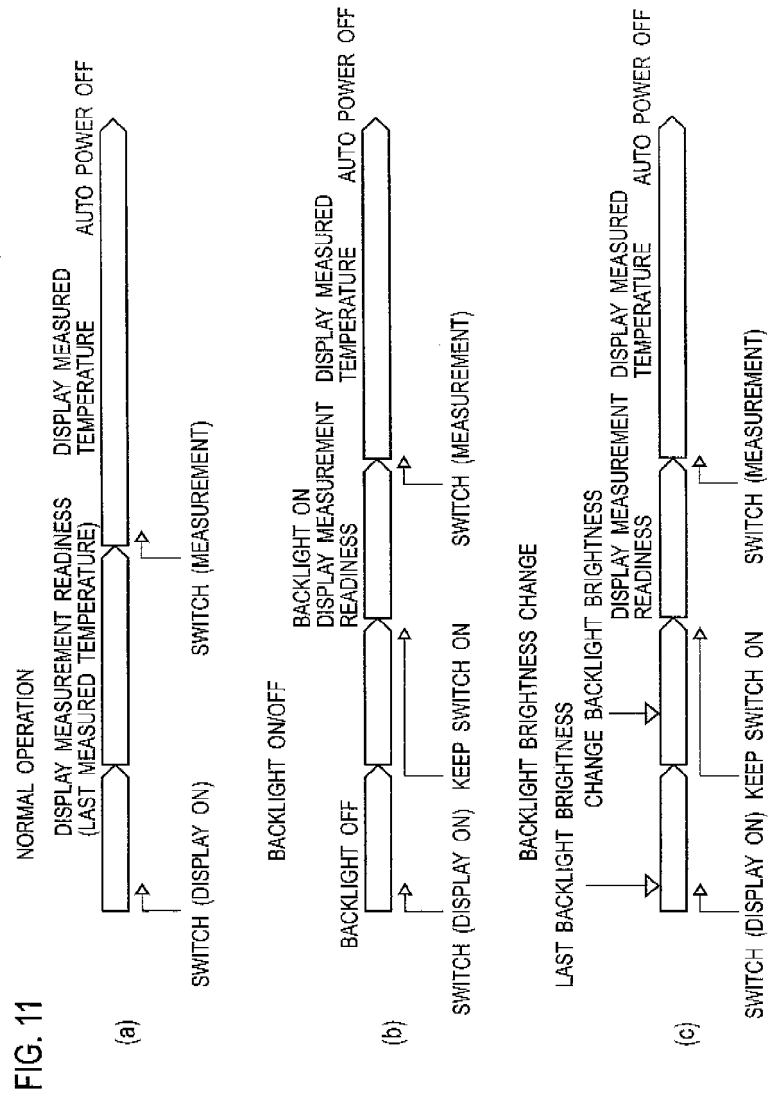 FIG. 11
(a)
NORMAL OPERATION
DISPLAY MEASUREMENT READINESS
(LAST MEASURED TEMPERATURE)
DISPLAY MEASURED
TEMPERATURE
AUTO POWER OFF
SWITCH (DISPLAY ON)
SWITCH (MEASUREMENT)
(b)
BACKLIGHT ON/OFF
BACKLIGHT OFF
BACKLIGHT ON
DISPLAY MEASUREMENT
READINESS
DISPLAY MEASURED
TEMPERATURE
AUTO POWER OFF
SWITCH (DISPLAY ON)
KEEP SWITCH ON
SWITCH (MEASUREMENT)
(c)
BACKLIGHT BRIGHTNESS CHANGE
LAST BACKLIGHT BRIGHTNESS
CHANGE BACKLIGHT BRIGHTNESS
DISPLAY MEASUREMENT
READINESS
DISPLAY MEASURED
TEMPERATURE
AUTO POWER OFF
SWITCH (DISPLAY ON)
KEEP SWITCH ON
SWITCH (MEASUREMENT)